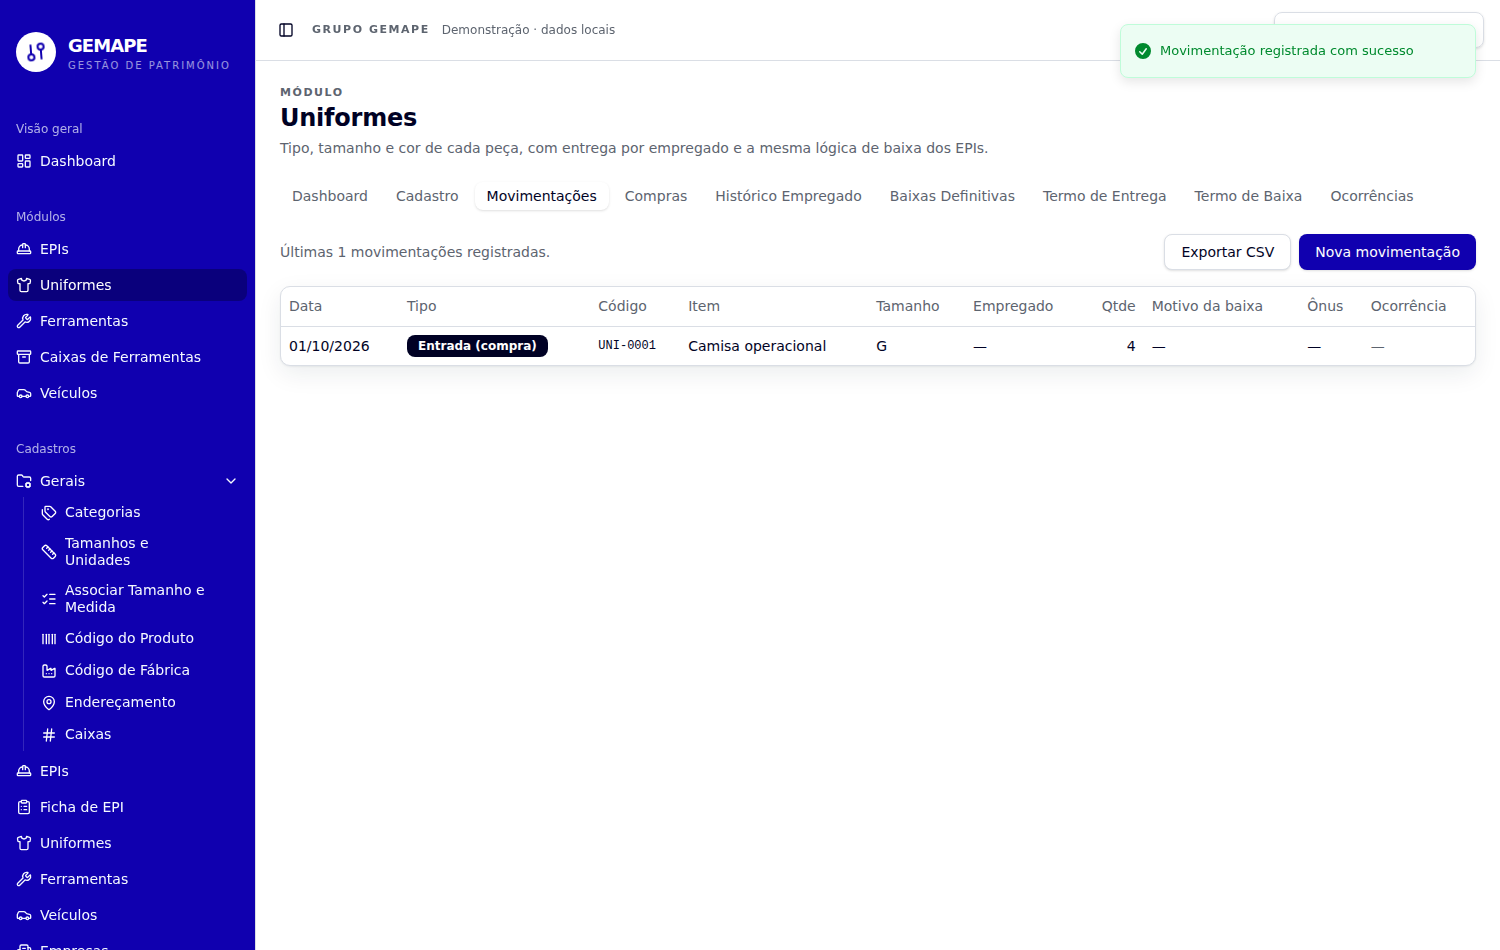 GEMAPE
GESTÃO DE PATRIMÔNIO
Visão geral
Dashboard
Módulos
EPIs
Uniformes
Ferramentas
Caixas de Ferramentas
Veículos
Cadastros
Gerais
Categorias
Tamanhos e
Unidades
Associar Tamanho e
Medida
Código do Produto
Código de Fábrica
Endereçamento
Caixas
EPIs
Ficha de EPI
Uniformes
Ferramentas
Veículos
Empresas
GRUPO GEMAPE Demonstração · dados locais
Movimentação registrada com sucesso
MÓDULO
Uniformes
Tipo, tamanho e cor de cada peça, com entrega por empregado e a mesma lógica de baixa dos EPIs.
Dashboard Cadastro Movimentações Compras Histórico Empregado Baixas Definitivas Termo de Entrega Termo de Baixa Ocorrências
Últimas 1 movimentações registradas.
Exportar CSV Nova movimentação
Data Tipo Código Item Tamanho Empregado Qtde Motivo da baixa Ônus Ocorrência
01/10/2026 Entrada (compra) UNI-0001 Camisa operacional G — 4 — — —